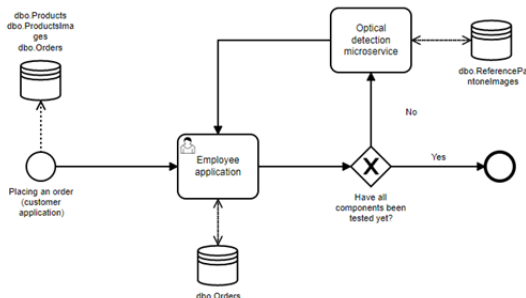 dbo.Products
dbo.ProductsIma
ges
dbo.Orders
Optical
detection
microservice
dbo.ReferencePa
ntoneImages
No
Employee
application
Yes
Placing an order
(customer
application)
Have all
components been
tested yet?
dbo.Orders